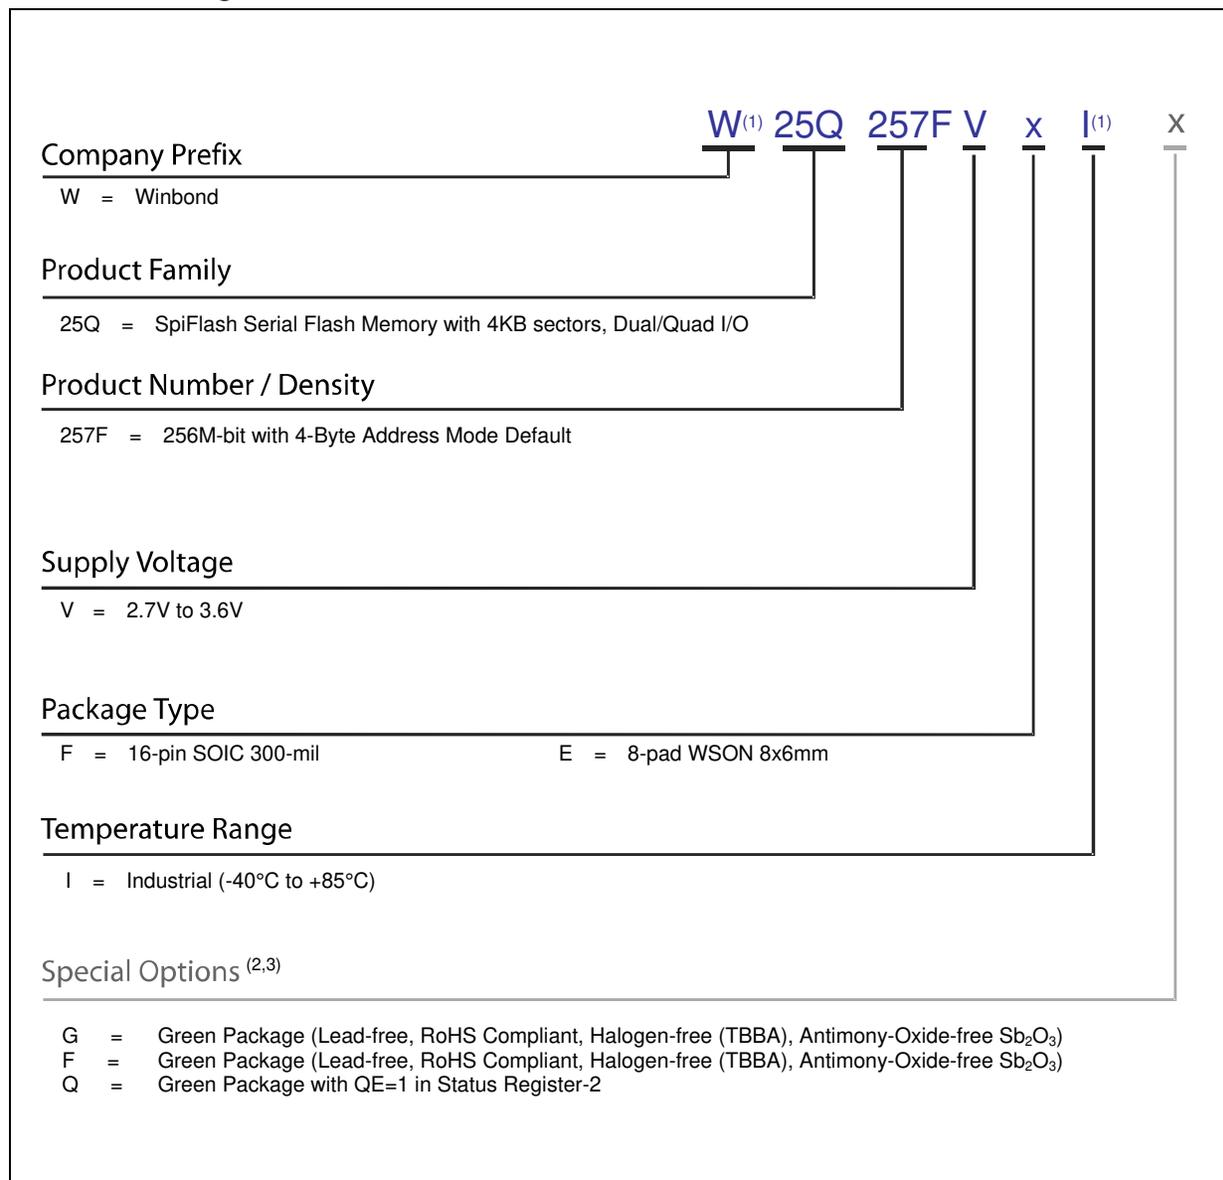 W(1) 25Q 257F V x I(1) x
Company Prefix
W = Winbond
Product Family
25Q = SpiFlash Serial Flash Memory with 4KB sectors, Dual/Quad I/O
Product Number / Density
257F = 256M-bit with 4-Byte Address Mode Default
Supply Voltage
V = 2.7V to 3.6V
Package Type
F = 16-pin SOIC 300-mil E = 8-pad WSON 8x6mm
Temperature Range
I = Industrial (-40°C to +85°C)
Special Options (2,3)
G = Green Package (Lead-free, RoHS Compliant, Halogen-free (TBBA), Antimony-Oxide-free Sb₂O₃)
F = Green Package (Lead-free, RoHS Compliant, Halogen-free (TBBA), Antimony-Oxide-free Sb₂O₃)
Q = Green Package with QE=1 in Status Register-2